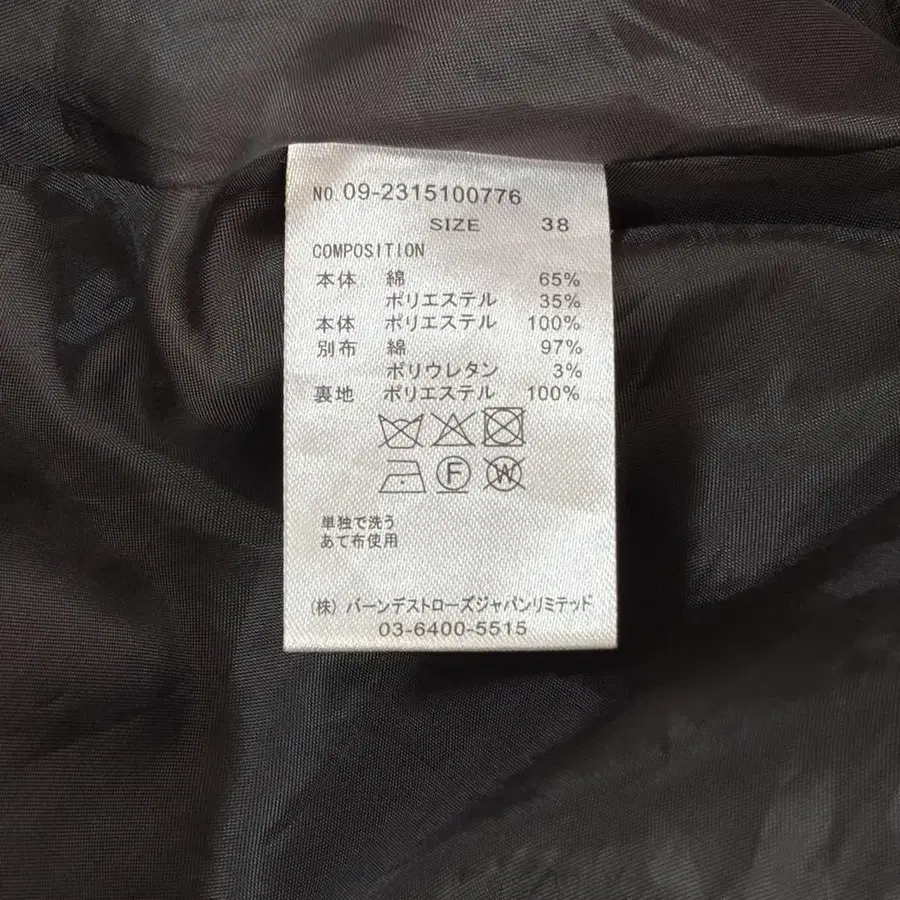 NO. 09-2315100776
SIZE 38
COMPOSITION
本体 綿 65%
ポリエステル 35%
本体 ポリエステル 100%
別布 綿 97%
ポリウレタン 3%
裏地 ポリエステル 100%
F W
単独で洗う
あて布使用
(株) バーンデストローズジャパンリミテッド
03-6400-5515